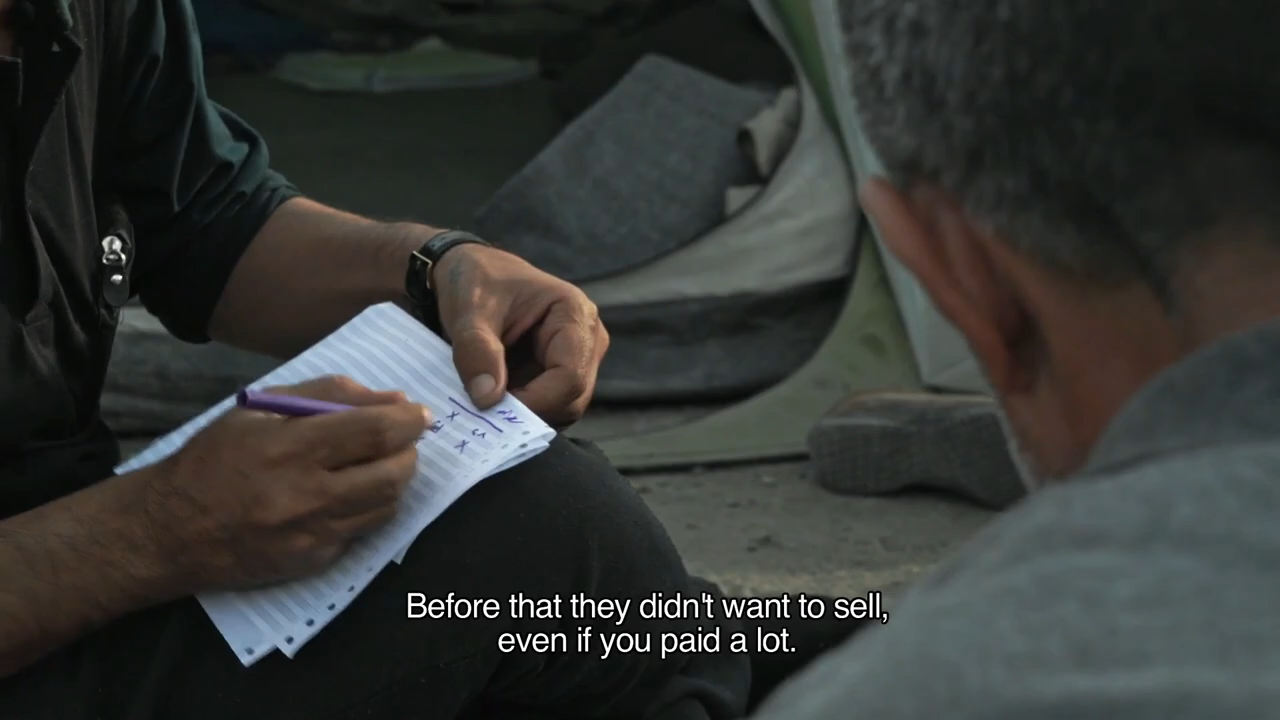 Before that they didn't want to sell,
even if you paid a lot.